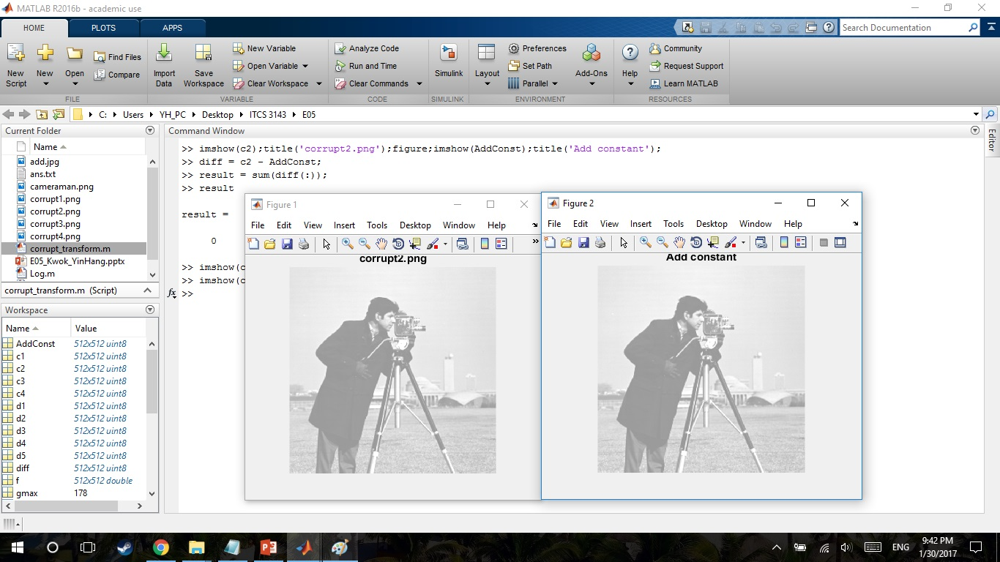 MATLAB R2016b - academic use
HOME PLOTS APPS
Search Documentation
New Script
New
Open
Find Files
Compare
FILE
Import Data
Save Workspace
New Variable
Open Variable
Clear Workspace
VARIABLE
Analyze Code
Run and Time
Clear Commands
CODE
Simulink
SIMULINK
Layout
Preferences
Set Path
Parallel
Add-Ons
ENVIRONMENT
Help
Community
Request Support
Learn MATLAB
RESOURCES
C: Users YH_PC Desktop ITCS 3143 E05
Current Folder
Name
add.jpg
ans.txt
cameraman.png
corrupt1.png
corrupt2.png
corrupt3.png
corrupt4.png
corrupt_transform.m
E05_Kwok_YinHang.pptx
Log.m
corrupt_transform.m (Script)
Workspace
Name Value
AddConst 512x512 uint8
c1 512x512 uint8
c2 512x512 uint8
c3 512x512 uint8
c4 512x512 uint8
d1 512x512 uint8
d2 512x512 uint8
d3 512x512 uint8
d4 512x512 uint8
d5 512x512 uint8
diff 512x512 uint8
f 512x512 double
gmax 178
Command Window
>> imshow(c2);title('corrupt2.png');figure;imshow(AddConst);title('Add constant');
>> diff = c2 - AddConst;
>> result = sum(diff(:));
>> result
result =
0
>> imshow(c
>> imshow(c
fx >>
Editor
Figure 1
File Edit View Insert Tools Desktop Window Help
corrupt2.png
Figure 2
File Edit View Insert Tools Desktop Window Help
Add constant
ENG
9:42 PM
1/30/2017